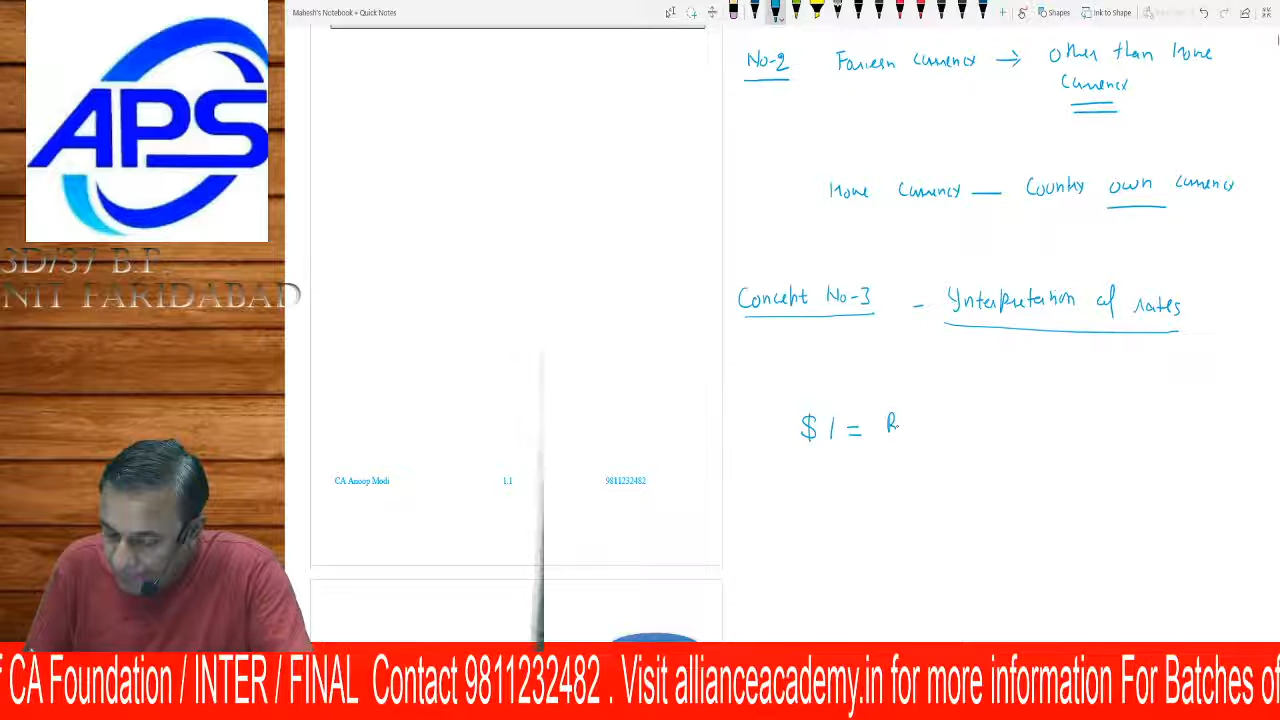 APS
3D/37 B.P.
NIT FARIDABAD
Mahesh's Notebook • Quick Notes
Shapes
Ink to Shape
No-2 Foreign currency → other than Home
currency
Home currency — Country own currency
Concept No-3 - Interpretation of rates
$ 1 = R
CA Anoop Modi 1.1 9811232482
f CA Foundation / INTER / FINAL Contact 9811232482 . Visit allianceacademy.in for more information For Batches of